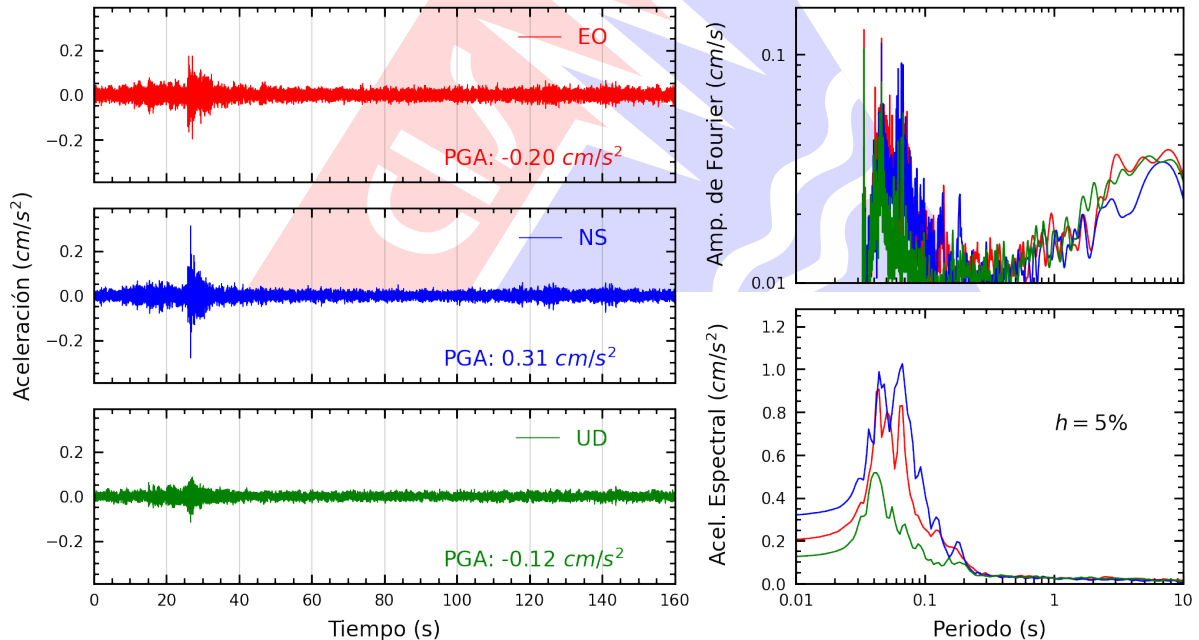 EO
PGA: -0.20 cm/s²
0.2
0.0
−0.2
NS
PGA: 0.31 cm/s²
0.2
0.0
−0.2
UD
PGA: -0.12 cm/s²
0.2
0.0
−0.2
Aceleración (cm/s²)
0 20 40 60 80 100 120 140 160
Tiempo (s)
0.1
0.01
Amp. de Fourier (cm/s)
1.2
1.0
0.8
0.6
0.4
0.2
0.0
Acel. Espectral (cm/s²)
h = 5%
0.01 0.1 1 10
Periodo (s)